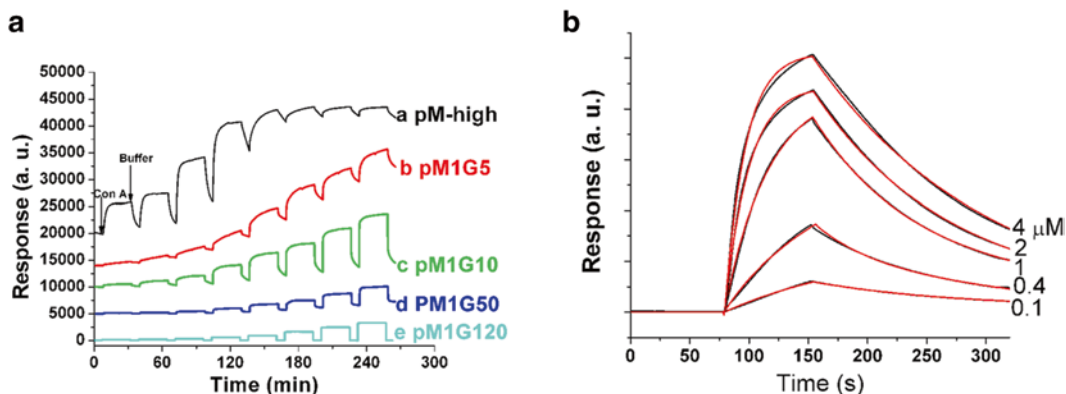 a
50000
45000
40000
35000
30000
25000
20000
15000
10000
5000
0
Response (a. u.)
Con A
Buffer
a pM-high
b pM1G5
c pM1G10
d PM1G50
e pM1G120
0 60 120 180 240 300
Time (min)
b
Response (a. u.)
4 μM
2
1
0.4
0.1
0 50 100 150 200 250 300
Time (s)